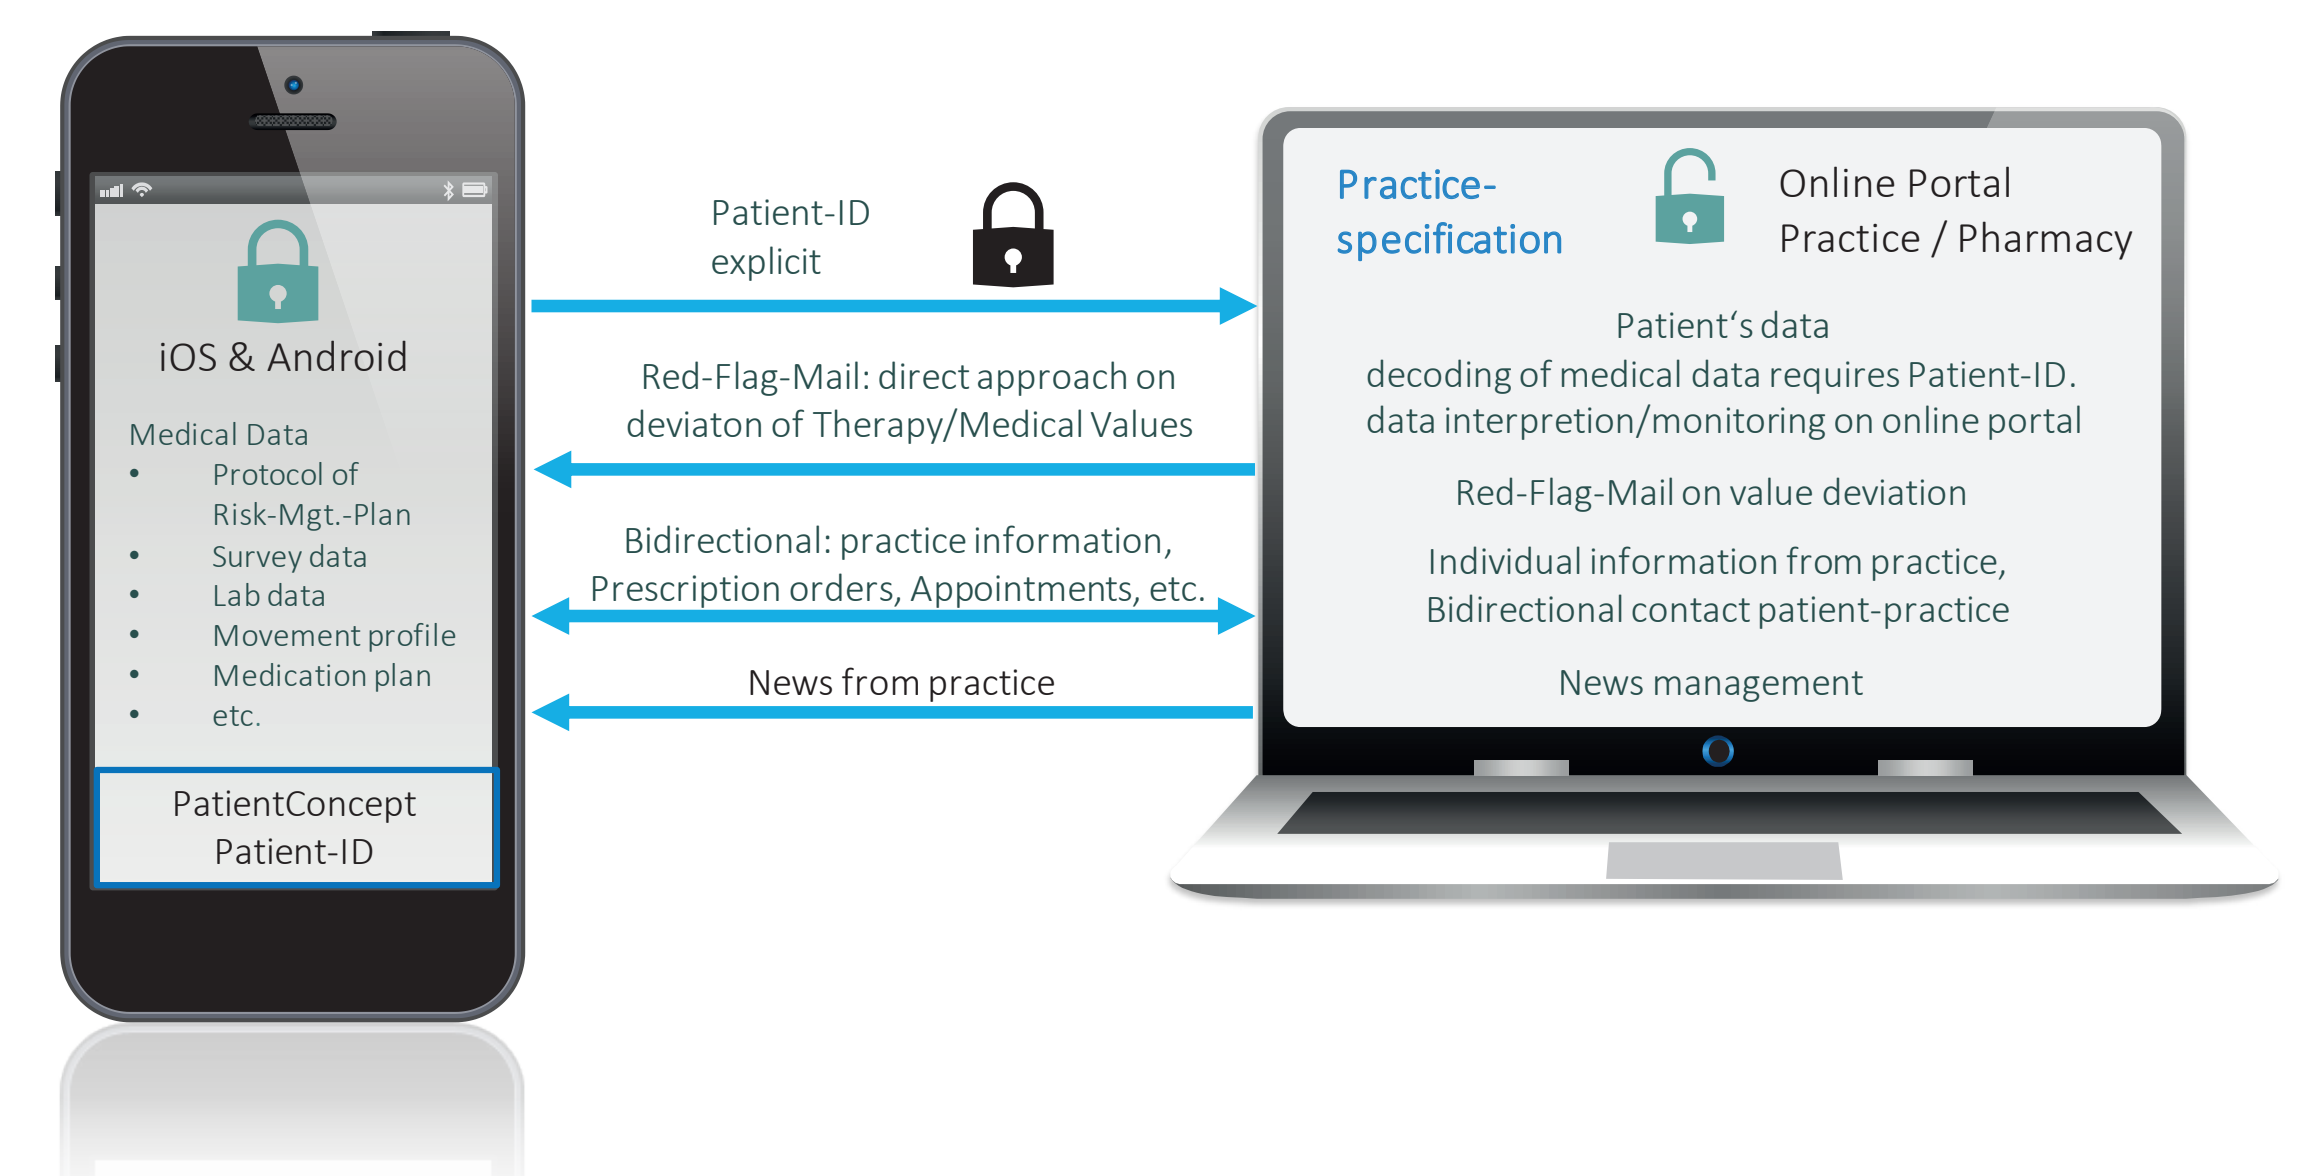 iOS & Android
Medical Data
• Protocol of
Risk-Mgt.-Plan
• Survey data
• Lab data
• Movement profile
• Medication plan
• etc.
PatientConcept
Patient-ID
Patient-ID
explicit
Red-Flag-Mail: direct approach on
deviaton of Therapy/Medical Values
Bidirectional: practice information,
Prescription orders, Appointments, etc.
News from practice
Practice-
specification
Online Portal
Practice / Pharmacy
Patient‘s data
decoding of medical data requires Patient-ID.
data interpretion/monitoring on online portal
Red-Flag-Mail on value deviation
Individual information from practice,
Bidirectional contact patient-practice
News management